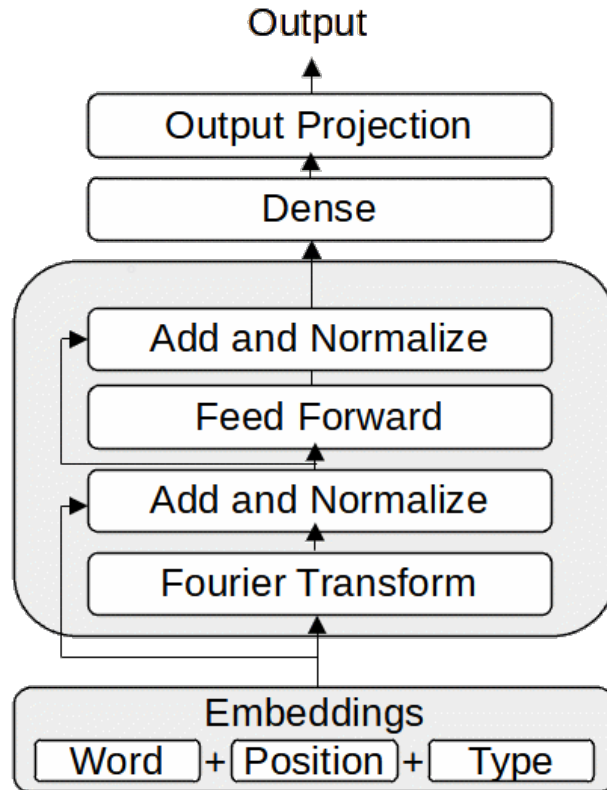 Output
Output Projection
Dense
Add and Normalize
Feed Forward
Add and Normalize
Fourier Transform
Embeddings
Word + Position + Type